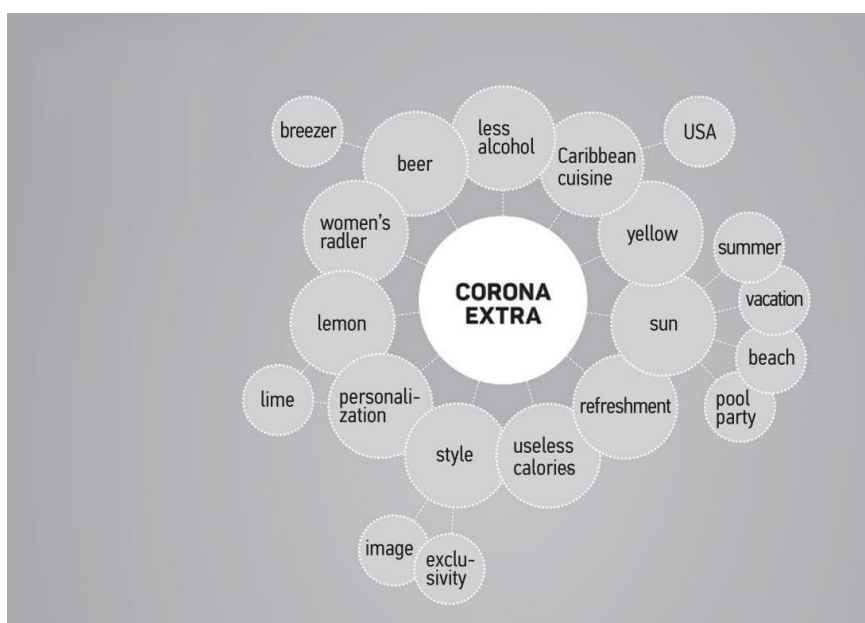 breezer
beer
less
alcohol
Caribbean
cuisine
USA
women's
radler
yellow
summer
CORONA
EXTRA
vacation
lemon
sun
beach
lime
personali-
zation
refreshment
pool
party
style
useless
calories
image
exclu-
sivity